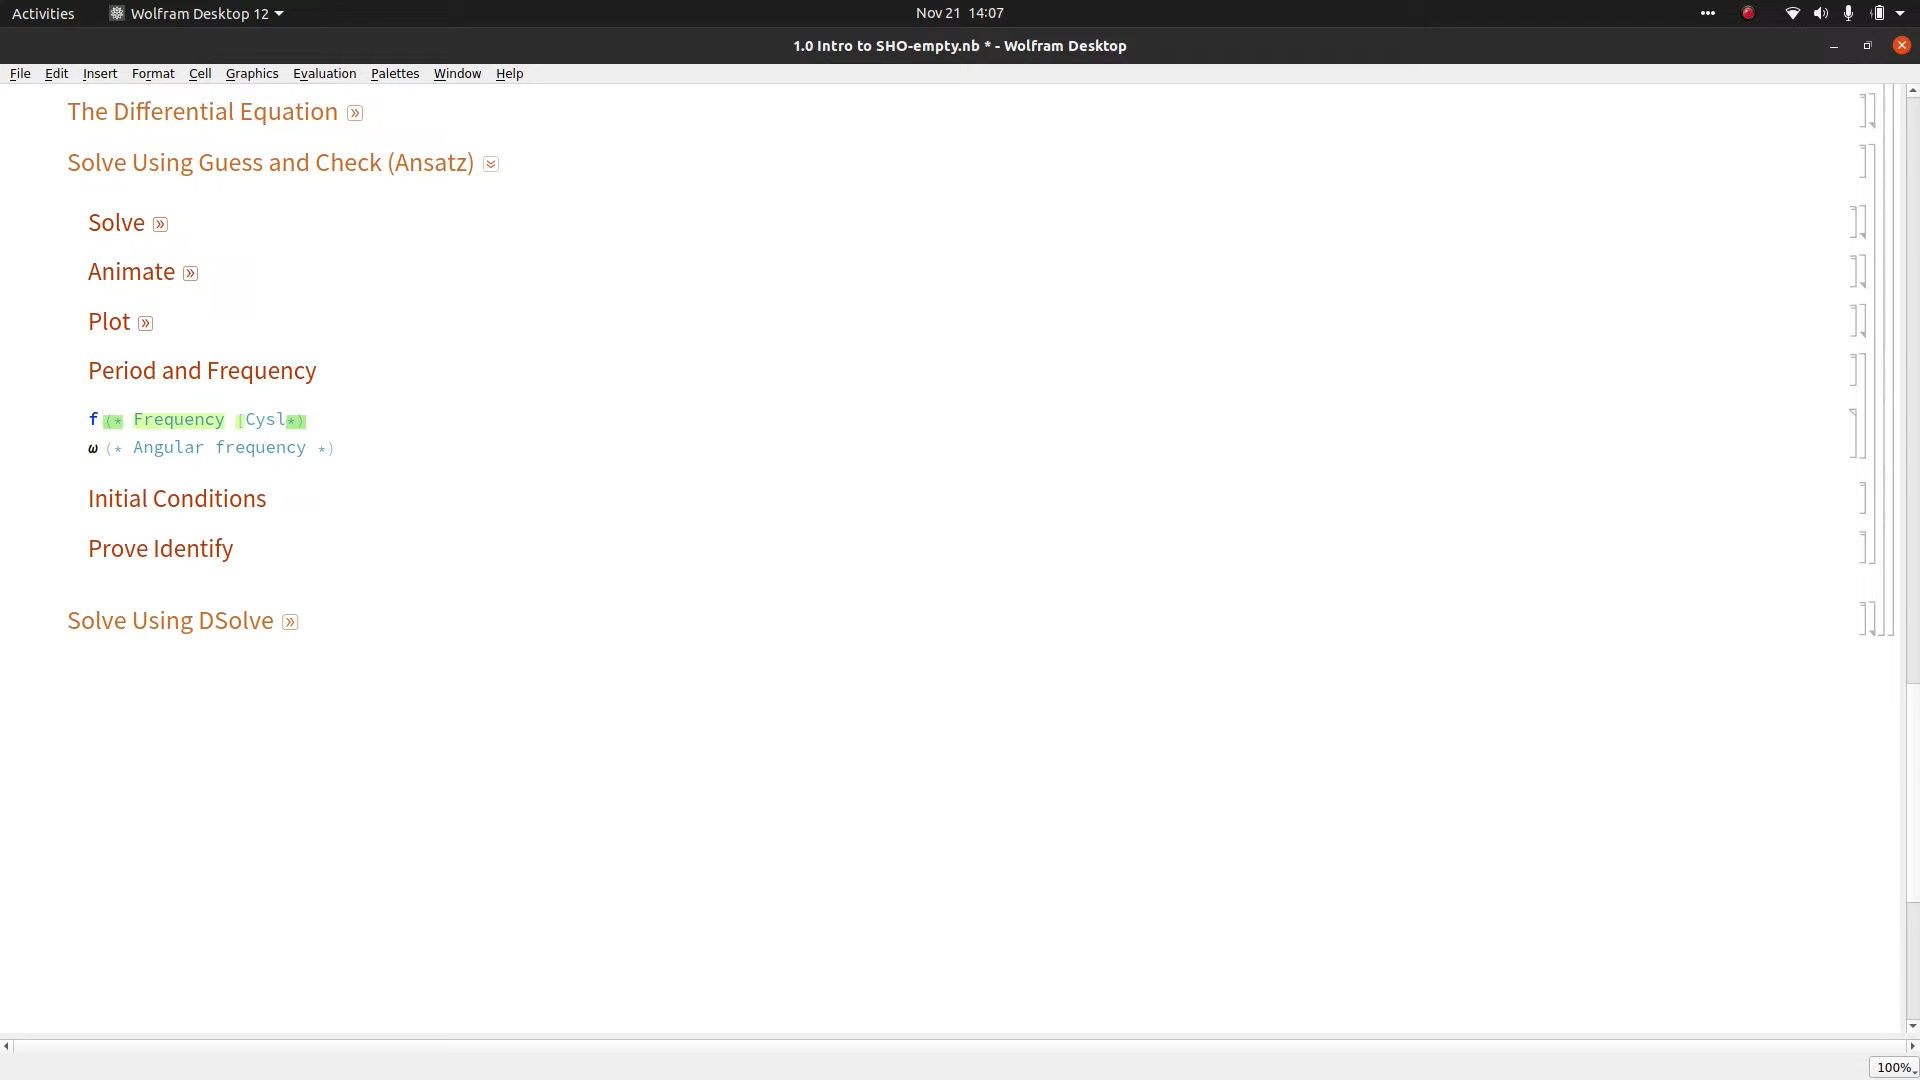 Activities Wolfram Desktop 12 Nov 21 14:07
1.0 Intro to SHO-empty.nb * - Wolfram Desktop
File Edit Insert Format Cell Graphics Evaluation Palettes Window Help
The Differential Equation
Solve Using Guess and Check (Ansatz)
Solve
Animate
Plot
Period and Frequency
f (* Frequency [Cysl*)
ω (* Angular frequency *)
Initial Conditions
Prove Identify
Solve Using DSolve
100%